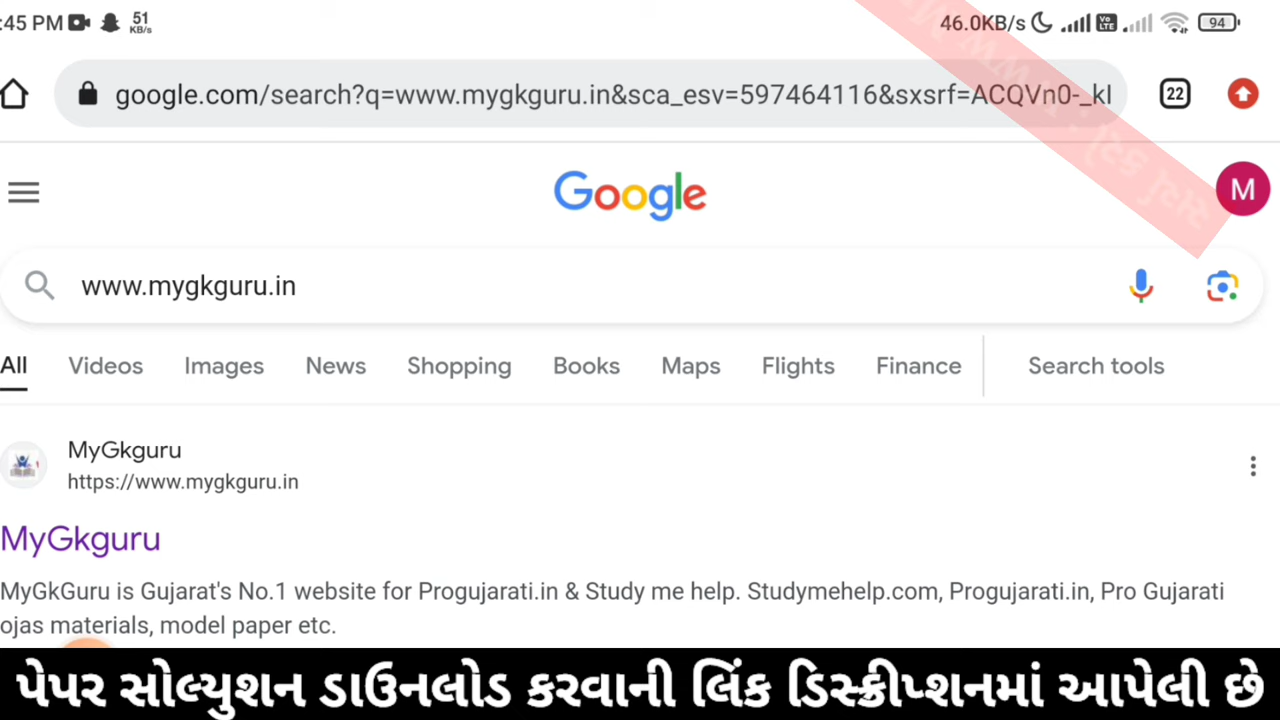 :45 PM 51 KB/s 46.0KB/s Vo LTE 94
google.com/search?q=www.mygkguru.in&sca_esv=597464116&sxsrf=ACQVn0-_kI 22
Google M
www.mygkguru.in
All Videos Images News Shopping Books Maps Flights Finance Search tools
MyGkguru
https://www.mygkguru.in
MyGkguru
MyGkGuru is Gujarat's No.1 website for Progujarati.in & Study me help. Studymehelp.com, Progujarati.in, Pro Gujarati
ojas materials, model paper etc.
પેપર સોલ્યુશન ડાઉનલોડ કરવાની લિંક ડિસ્ક્રીપ્શનમાં આપેલી છે